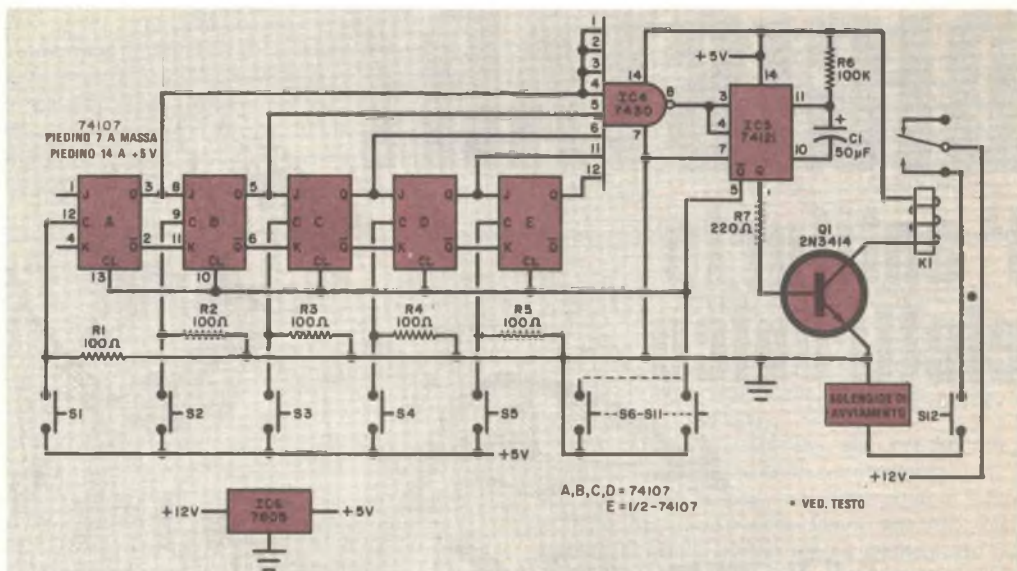 74107
PIEDINO 7 A MASSA
PIEDINO 14 A +5 V
1
2
3
4
5
6
11
12
14
IC4
7430
8
7
+5V
14
3
4
7
IC5
74121
11
10
Q̅ Q
5
1
R6
100K
+
C1
50µF
R7
220Ω
Q1
2N3414
K1
1
12
4
J Q
C A
K Q̅
CL
3
2
13
8
9
11
J Q
C B
K Q̅
CL
5
6
10
J Q
C C
K Q̅
CL
J Q
C D
K Q̅
CL
J Q
C E
K Q̅
CL
R1
100Ω
R2
100Ω
R3
100Ω
R4
100Ω
R5
100Ω
S1
S2
S3
S4
S5
S6-S11
SOLENOIDE DI
AVVIAMENTO
S12
+5V
+12V
+12V
IC6
7805
+5V
A,B,C,D = 74107
E = 1/2-74107
* VED. TESTO